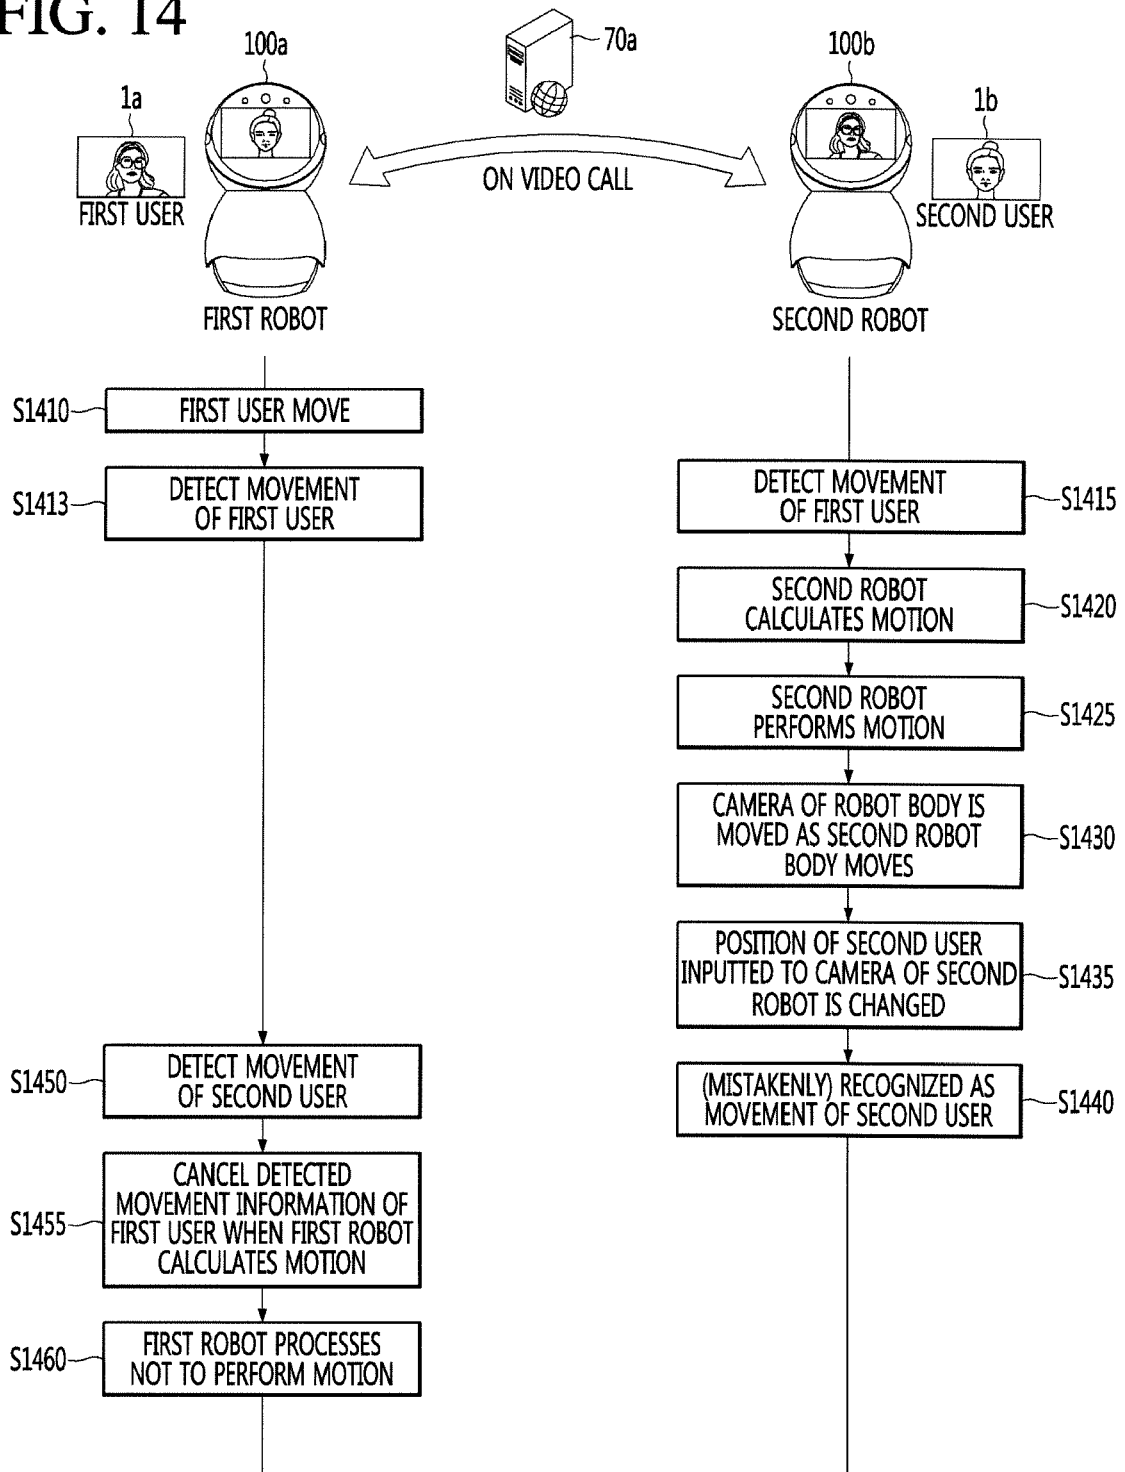 FIG. 14
100a
70a
100b
1a
1b
ON VIDEO CALL
FIRST USER
SECOND USER
FIRST ROBOT
SECOND ROBOT
S1410
FIRST USER MOVE
S1413
DETECT MOVEMENT
OF FIRST USER
DETECT MOVEMENT
OF FIRST USER
S1415
SECOND ROBOT
CALCULATES MOTION
S1420
SECOND ROBOT
PERFORMS MOTION
S1425
CAMERA OF ROBOT BODY IS
MOVED AS SECOND ROBOT
BODY MOVES
S1430
POSITION OF SECOND USER
INPUTTED TO CAMERA OF SECOND
ROBOT IS CHANGED
S1435
S1450
DETECT MOVEMENT
OF SECOND USER
(MISTAKENLY) RECOGNIZED AS
MOVEMENT OF SECOND USER
S1440
S1455
CANCEL DETECTED
MOVEMENT INFORMATION OF
FIRST USER WHEN FIRST ROBOT
CALCULATES MOTION
S1460
FIRST ROBOT PROCESSES
NOT TO PERFORM MOTION